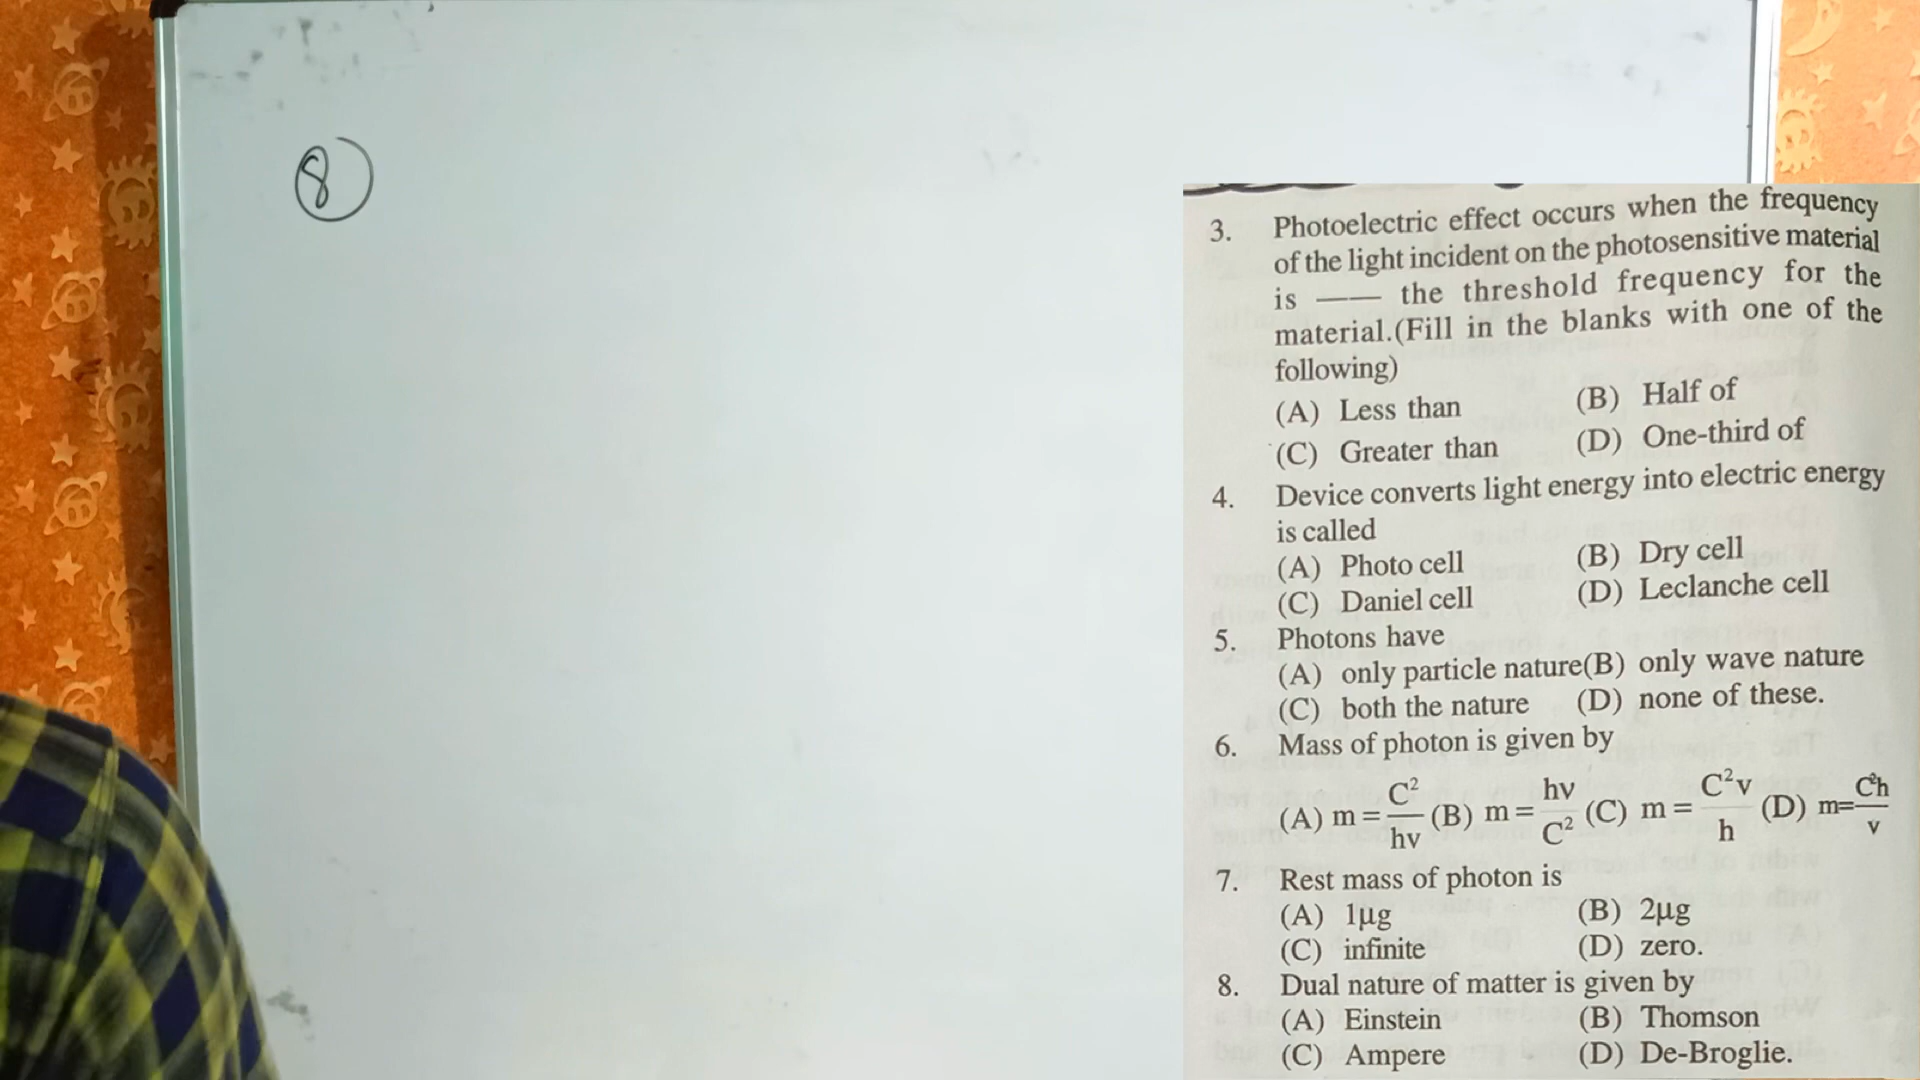 8
3. Photoelectric effect occurs when the frequency
of the light incident on the photosensitive material
is —— the threshold frequency for the
material.(Fill in the blanks with one of the
following)
(A) Less than (B) Half of
(C) Greater than (D) One-third of
4. Device converts light energy into electric energy
is called
(A) Photo cell (B) Dry cell
(C) Daniel cell (D) Leclanche cell
5. Photons have
(A) only particle nature(B) only wave nature
(C) both the nature (D) none of these.
6. Mass of photon is given by
(A) m = C²/hv (B) m = hv/C² (C) m = C²v/h (D) m=C²h/v
7. Rest mass of photon is
(A) 1µg (B) 2µg
(C) infinite (D) zero.
8. Dual nature of matter is given by
(A) Einstein (B) Thomson
(C) Ampere (D) De-Broglie.